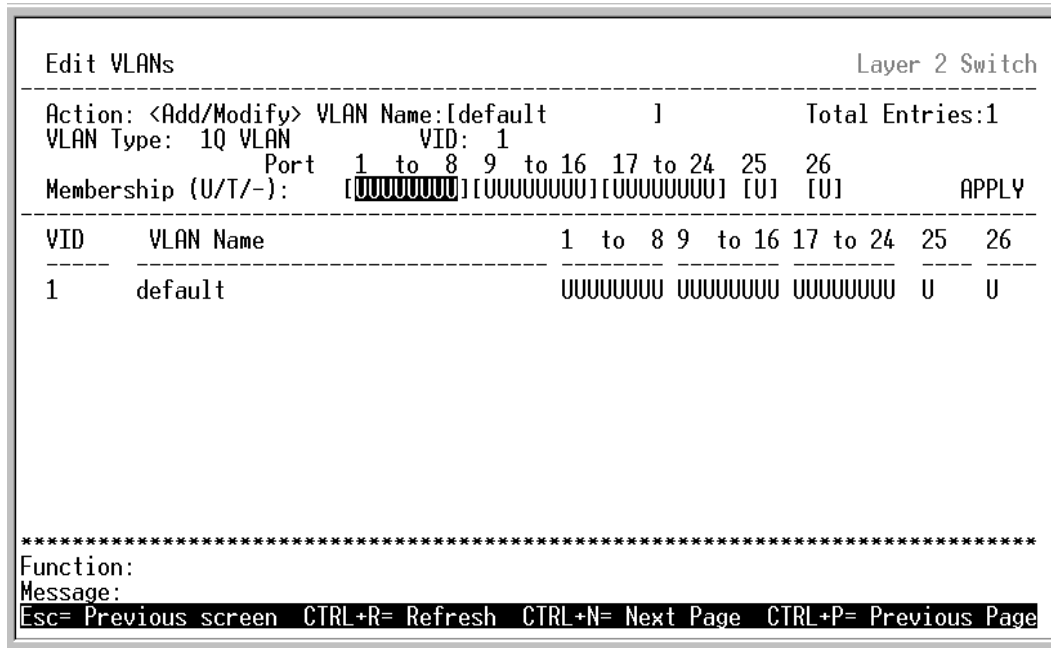 Edit VLANs Layer 2 Switch
Action: <Add/Modify> VLAN Name:[default ] Total Entries:1
VLAN Type: 1Q VLAN VID: 1
Port 1 to 8 9 to 16 17 to 24 25 26
Membership (U/T/-): [UUUUUUUU][UUUUUUUU][UUUUUUUU] [U] [U] APPLY
VID VLAN Name 1 to 8 9 to 16 17 to 24 25 26
1 default UUUUUUUU UUUUUUUU UUUUUUUU U U
*******************************************************************************
Function:
Message:
Esc= Previous screen CTRL+R= Refresh CTRL+N= Next Page CTRL+P= Previous Page